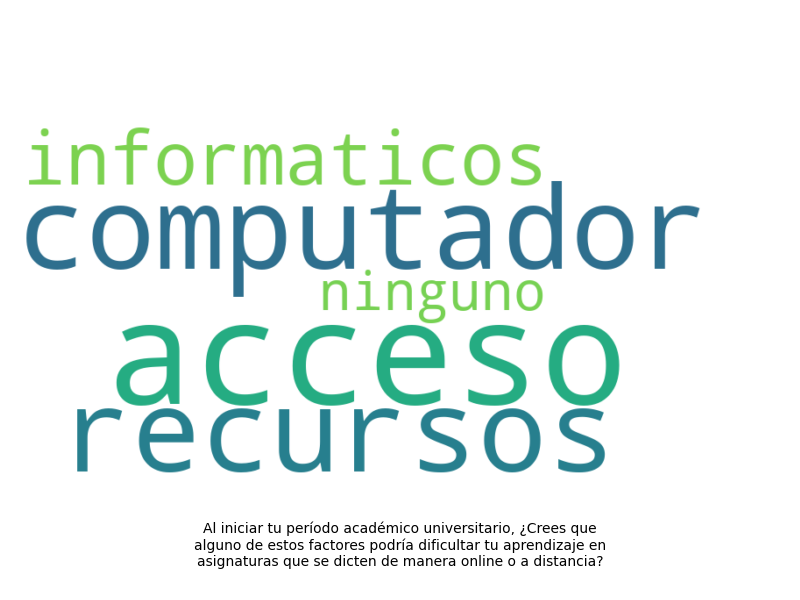 informaticos
computador
ninguno
acceso
recursos
Al iniciar tu período académico universitario, ¿Crees que
alguno de estos factores podría dificultar tu aprendizaje en
asignaturas que se dicten de manera online o a distancia?